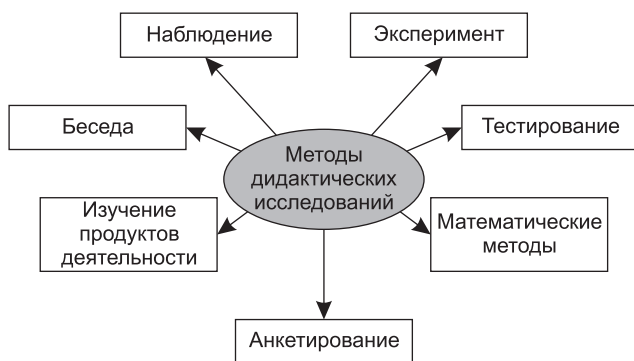 Наблюдение
Эксперимент
Беседа
Тестирование
Методы
дидактических
исследований
Изучение
продуктов
деятельности
Математические
методы
Анкетирование